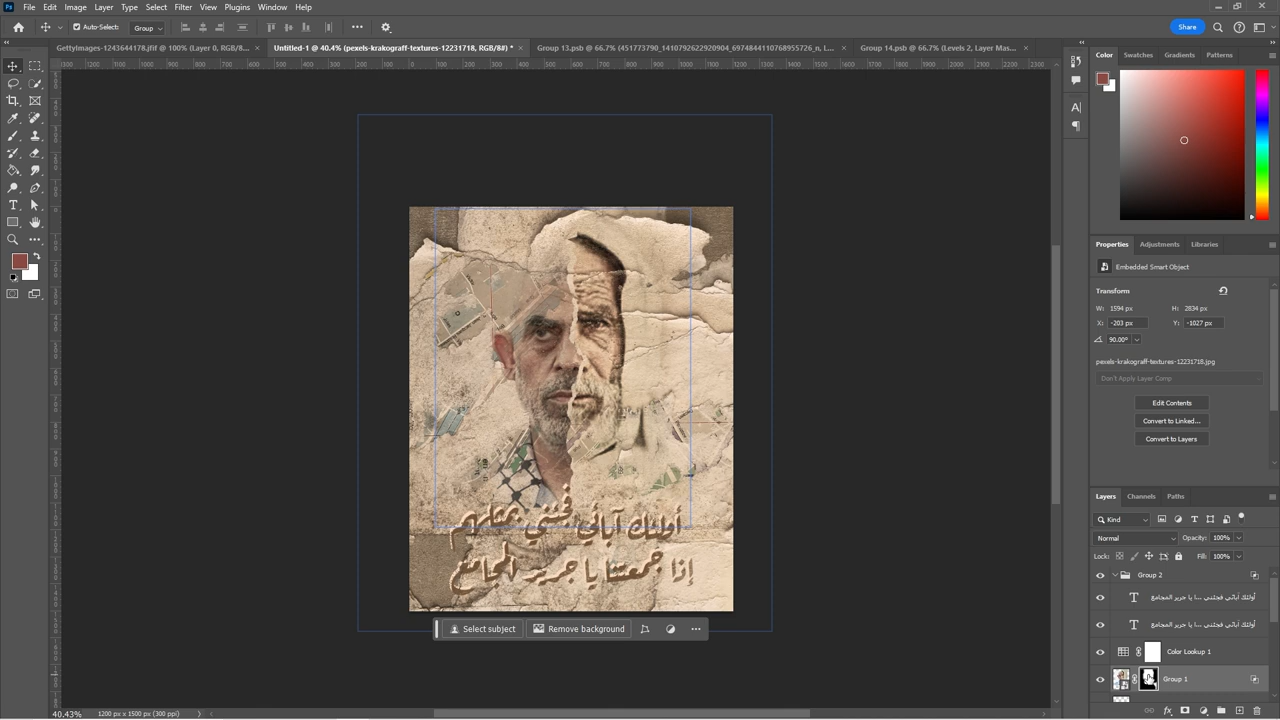 File Edit Image Layer Type Select Filter View Plugins Window Help
Auto-Select: Group Share
GettyImages-1243644178.jfif @ 100% (Layer 0, RGB/8... Untitled-1 @ 40.4% (pexels-krakograff-textures-12231718, RGB/8#) * Group 13.psb @ 66.7% (451773790_1410792622920904_6974844110768955726_n, L... Group 14.psb @ 66.7% (Levels 2, Layer Mas...
Color Swatches Gradients Patterns
Properties Adjustments Libraries
Embedded Smart Object
Transform
W: 1594 px H: 2834 px
X: -203 px Y: -1027 px
90.00°
pexels-krakograff-textures-12231718.jpg
Don't Apply Layer Comp
Edit Contents
Convert to Linked...
Convert to Layers
أولئك آبائي فجئني بمثلهم
إذا جمعتنا يا جرير المجامع
Select subject Remove background
Layers Channels Paths
Kind
Normal Opacity: 100%
Lock: Fill: 100%
Group 2
أولئك آبائي فجئني ...ا يا جرير المجامع
أولئك آبائي فجئني ...ا يا جرير المجامع
Color Lookup 1
Group 1
40.43% 1200 px x 1500 px (300 ppi)